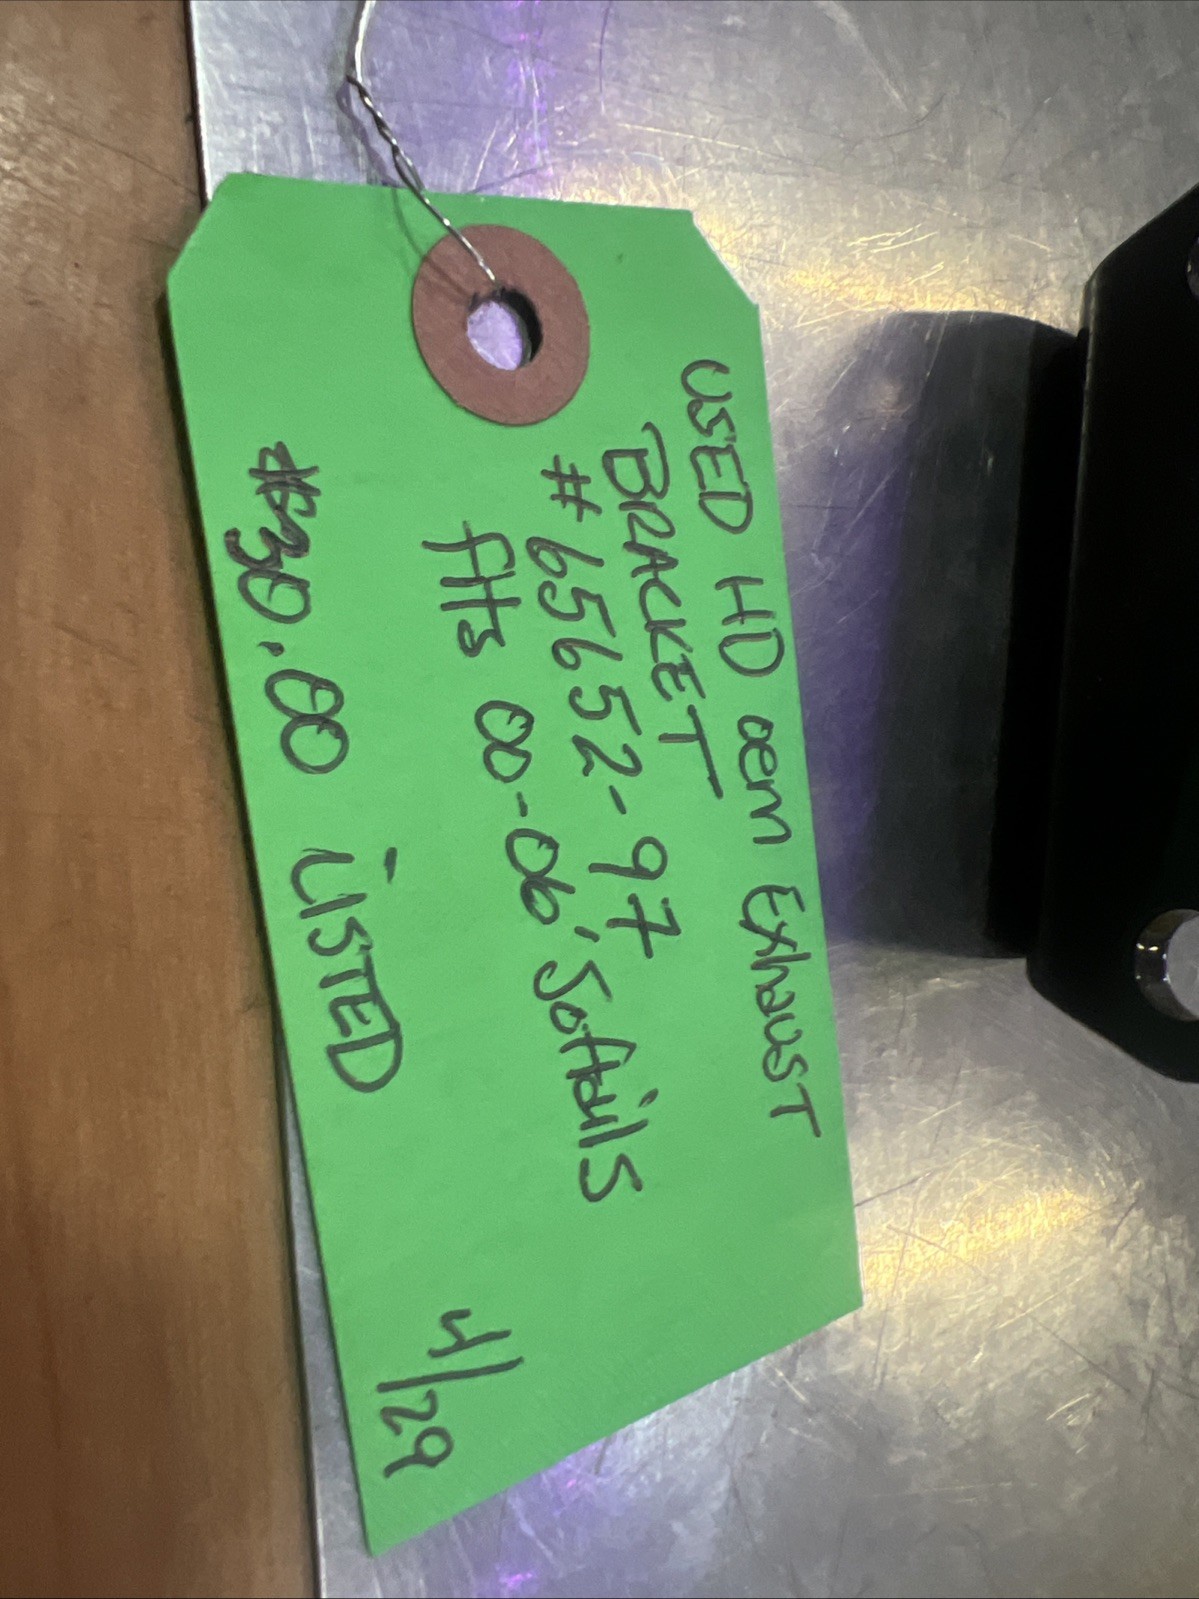 USED HD oem Exhaust
BRACKET
# 65652-97
fits 00-06' Softails
30.00 LISTED
4/29